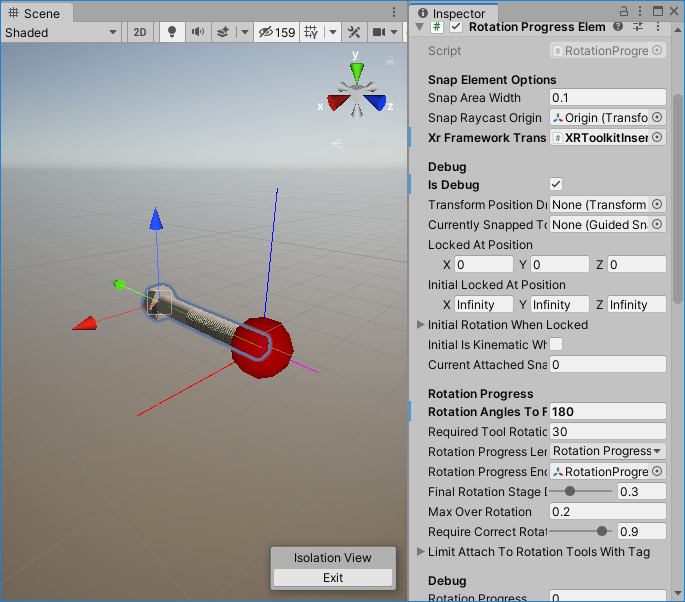 Scene
Shaded
2D
159
y
x
z
Persp
Isolation View
Exit
Inspector
Rotation Progress Elem
Script
RotationProgre
Snap Element Options
Snap Area Width
0.1
Snap Raycast Origin
Origin (Transfo
Xr Framework Trans
XRToolkitInser
Debug
Is Debug
Transform Position D
None (Transform
Currently Snapped To
None (Guided Sn
Locked At Position
X 0 Y 0 Z 0
Initial Locked At Position
X Infinity Y Infinity Z Infinity
Initial Rotation When Locked
Initial Is Kinematic Wh
Current Attached Sna
0
Rotation Progress
Rotation Angles To F
180
Required Tool Rotatio
30
Rotation Progress Len
Rotation Progress
Rotation Progress End
RotationProgre
Final Rotation Stage D
0.3
Max Over Rotation
0.2
Require Correct Rotat
0.9
Limit Attach To Rotation Tools With Tag
Debug
Rotation Progress
0